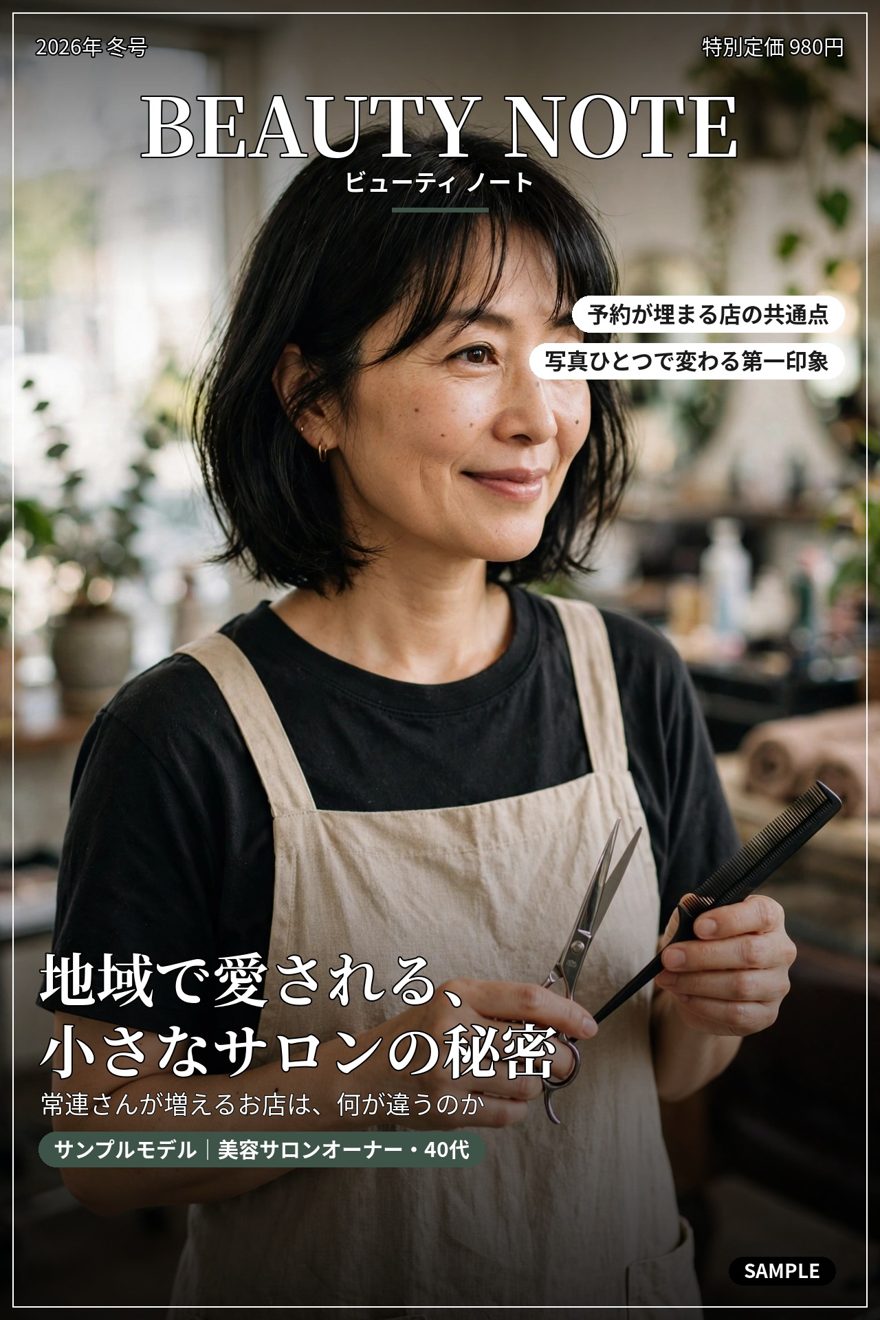 2026年 冬号
特別定価 980円
BEAUTY NOTE
ビューティ ノート
予約が埋まる店の共通点
写真ひとつで変わる第一印象
地域で愛される、
小さなサロンの秘密
常連さんが増えるお店は、何が違うのか
サンプルモデル｜美容サロンオーナー・40代
SAMPLE